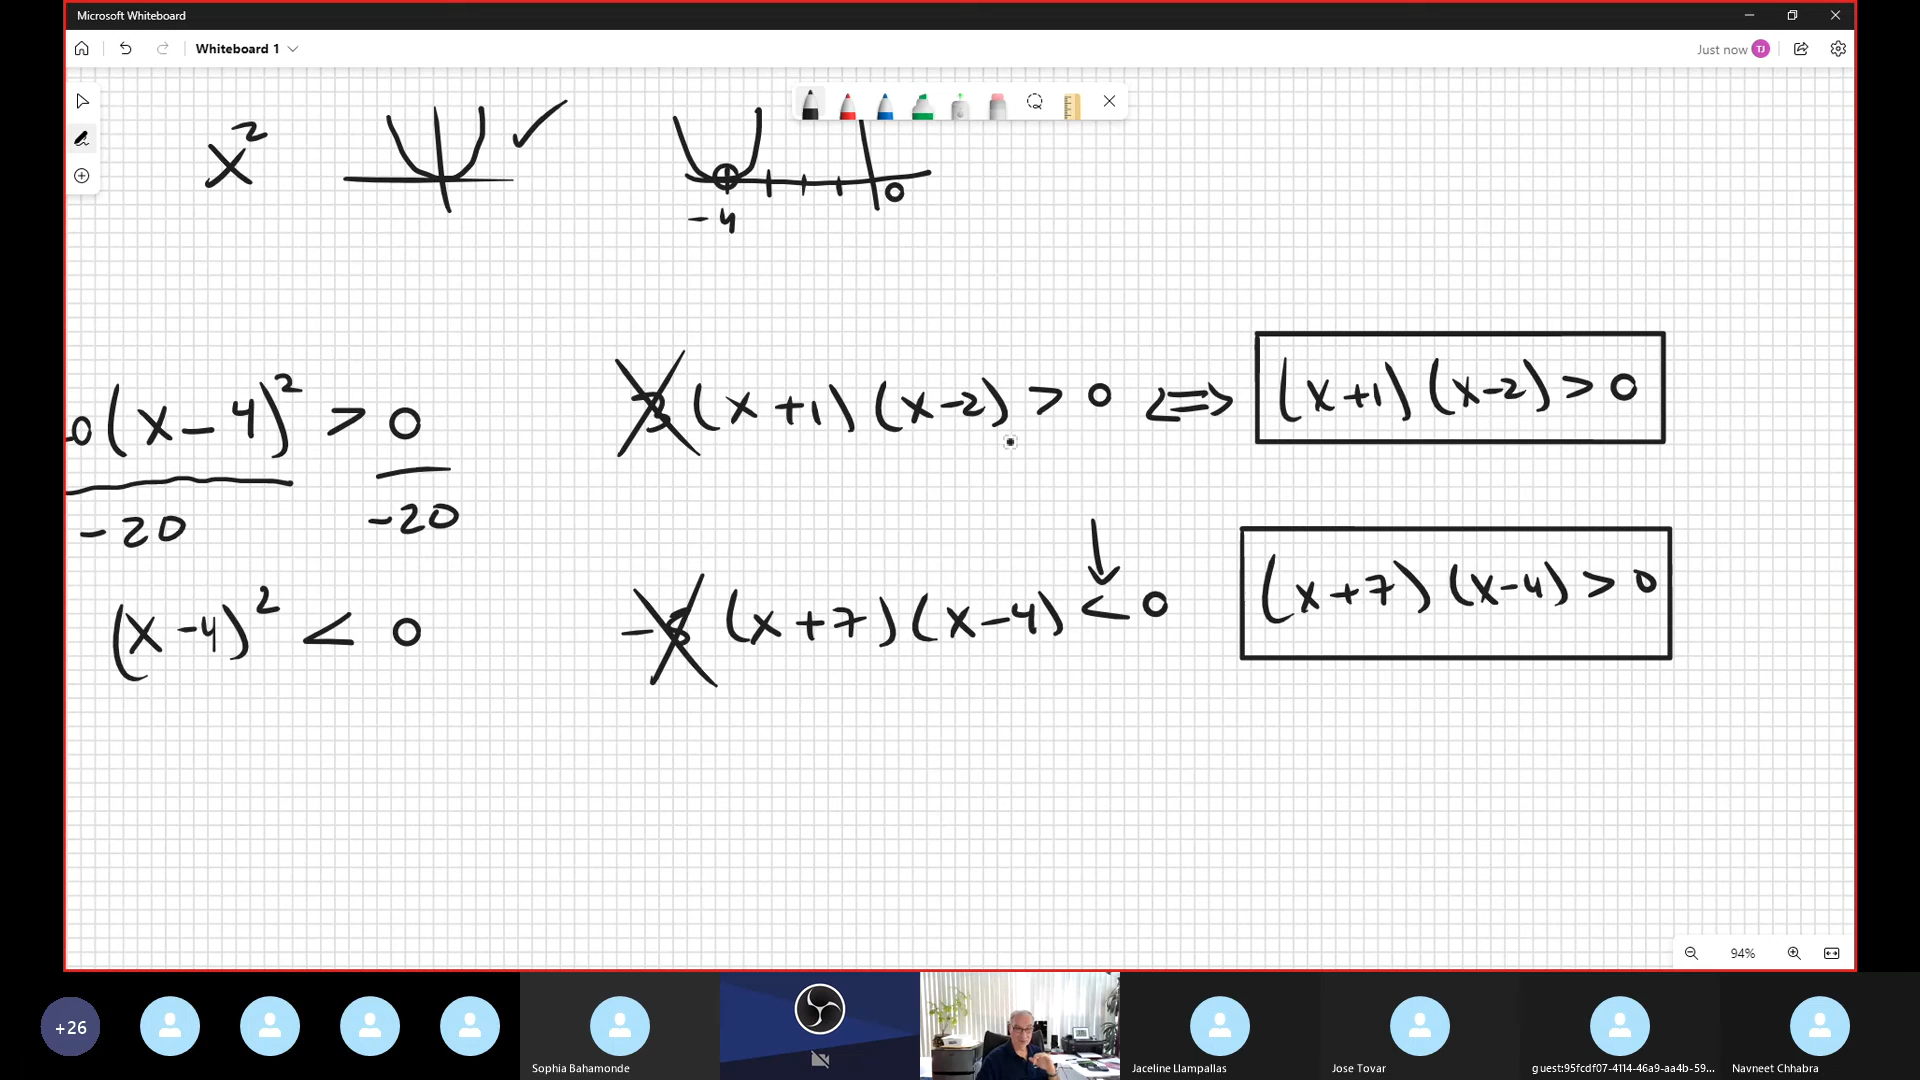 Microsoft Whiteboard
Whiteboard 1
Just now TJ
x²
-4
0
0(x-4)² > 0
-20 -20
(x-4)² < 0
(x+1)(x-2) > 0 <=> (x+1)(x-2) > 0
(x+7)(x-4) < 0
(x+7)(x-4) > 0
94%
+26
Sophia Bahamonde
Jaceline Llampallas
Jose Tovar
guest:95fcdf07-4114-46a9-aa4b-59...
Navneet Chhabra